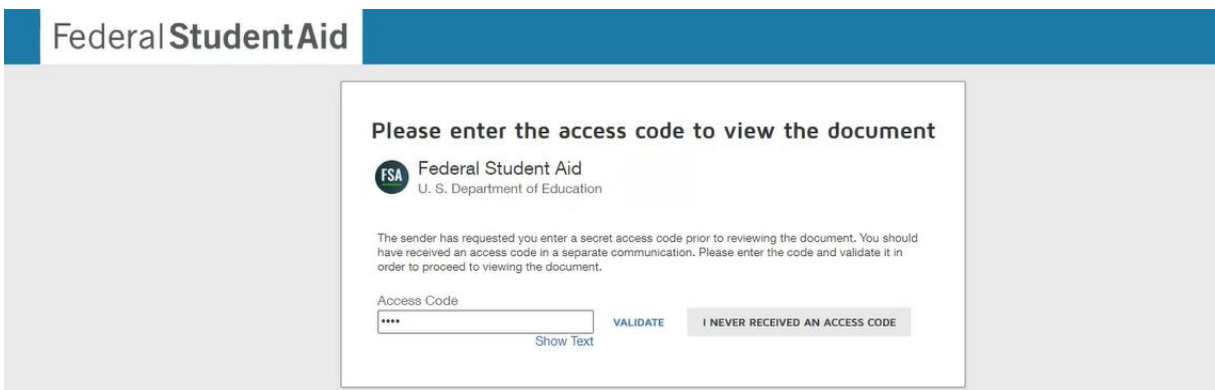 Federal Student Aid
Please enter the access code to view the document
FSA
Federal Student Aid
U. S. Department of Education
The sender has requested you enter a secret access code prior to reviewing the document. You should
have received an access code in a separate communication. Please enter the code and validate it in
order to proceed to viewing the document.
Access Code
••••
VALIDATE
I NEVER RECEIVED AN ACCESS CODE
Show Text